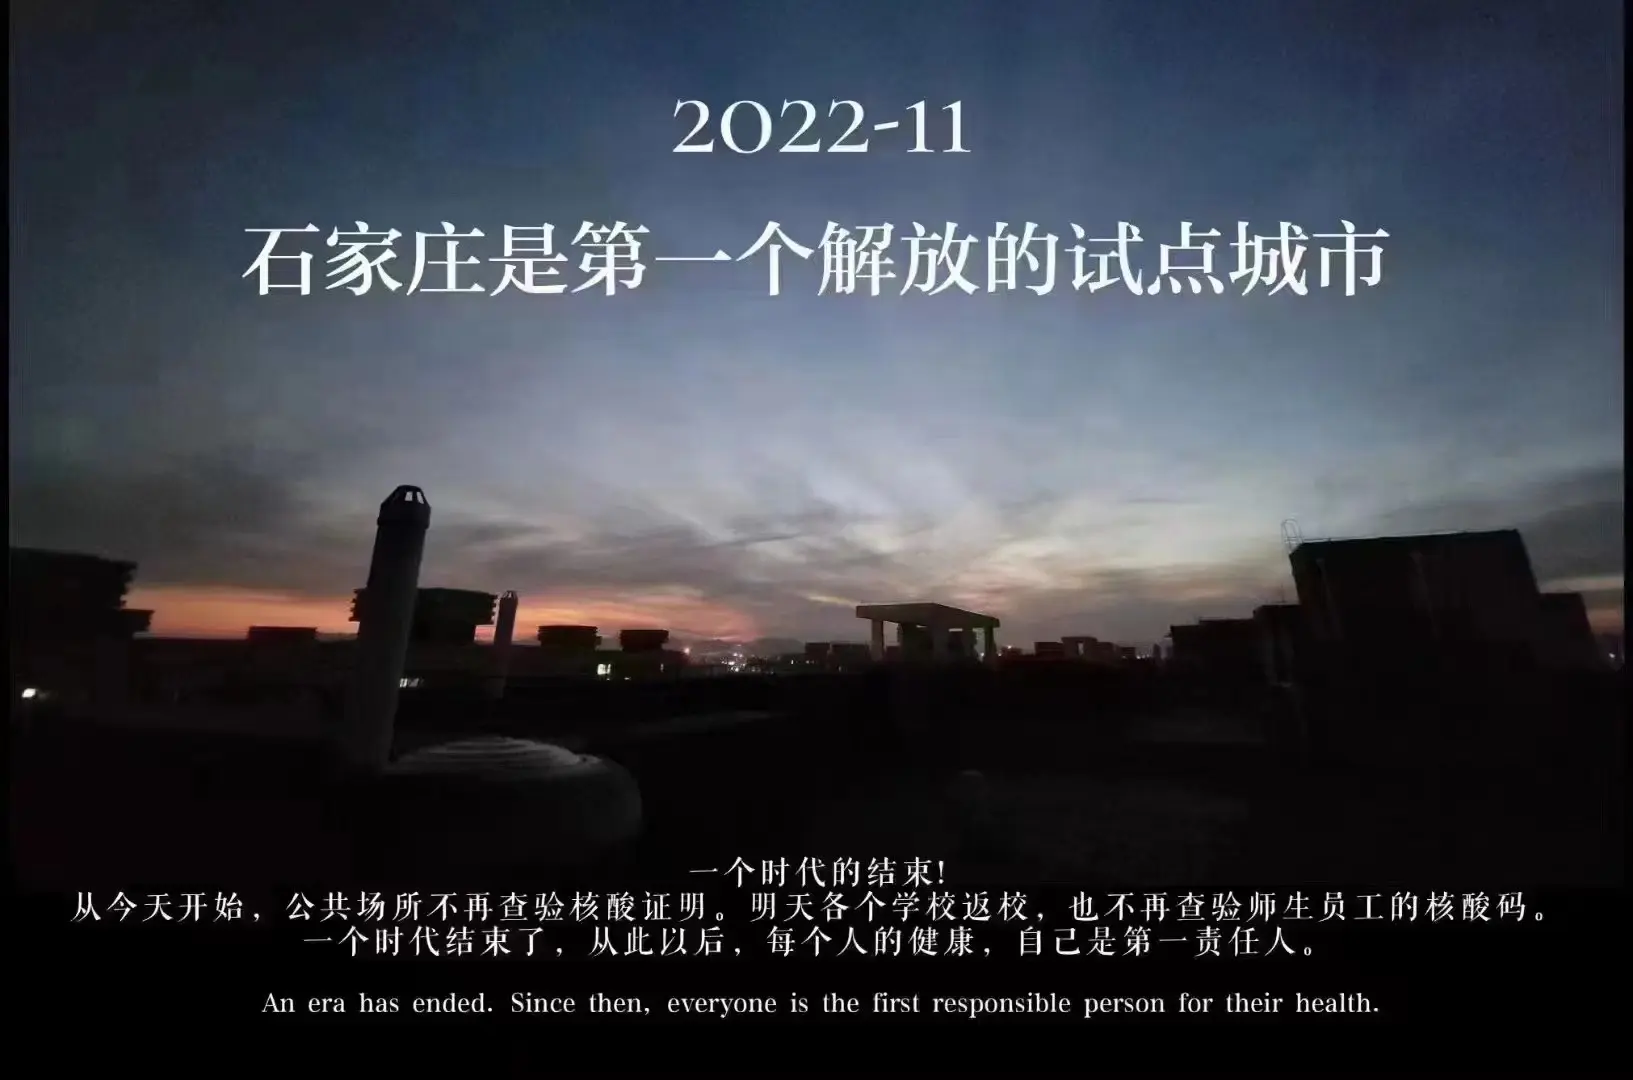 2022-11
石家庄是第一个解放的试点城市
一个时代的结束!
从今天开始，公共场所不再查验核酸证明。明天各个学校返校，也不再查验师生员工的核酸码。
一个时代结束了，从此以后，每个人的健康，自己是第一责任人。
An era has ended. Since then, everyone is the first responsible person for their health.